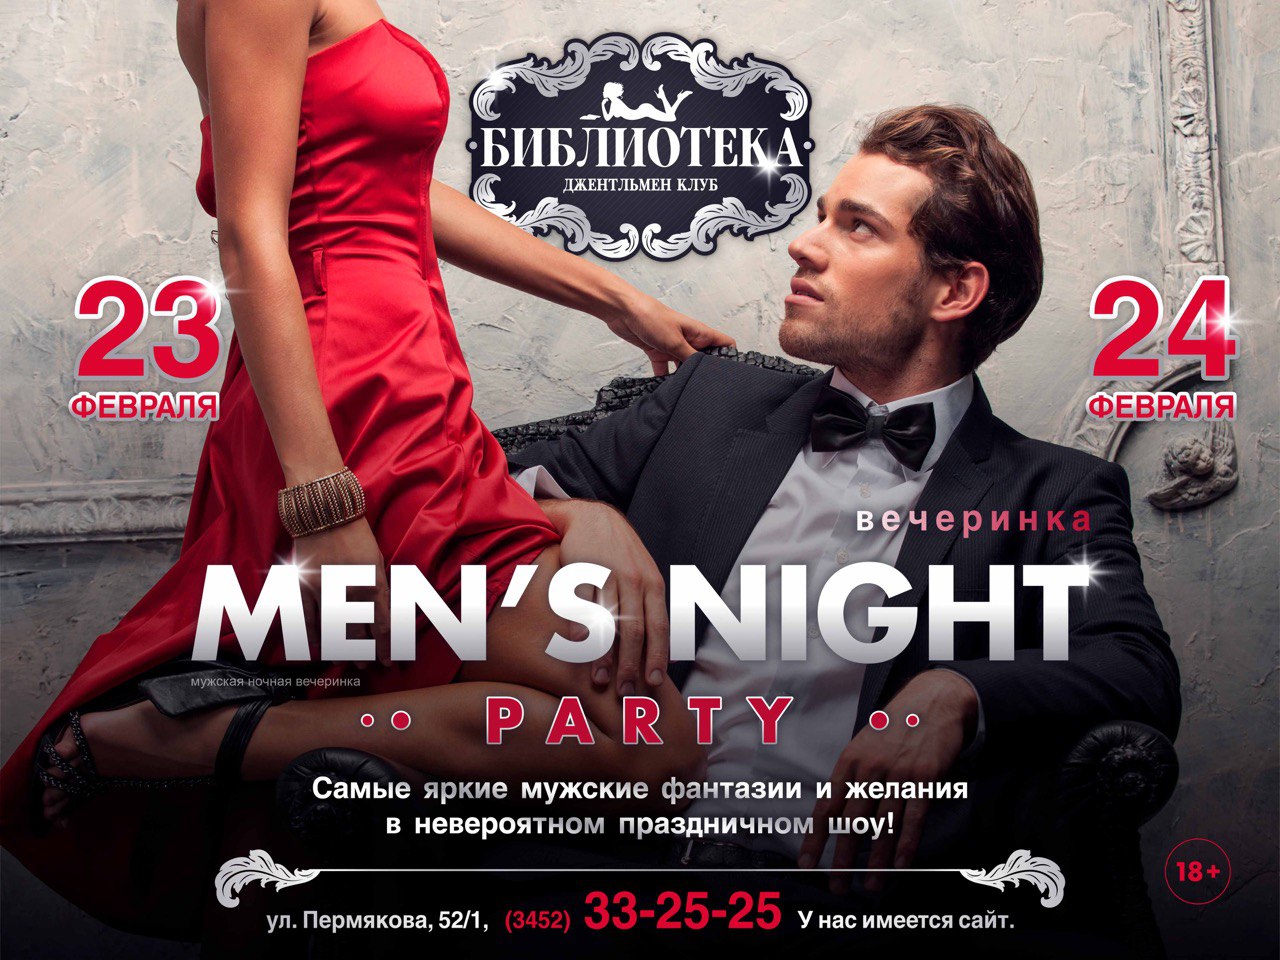 БИБЛИОТЕКА
ДЖЕНТЛЬМЕН КЛУБ
23
ФЕВРАЛЯ
24
ФЕВРАЛЯ
вечеринка
MEN'S NIGHT
мужская ночная вечеринка
PARTY
Самые яркие мужские фантазии и желания
в невероятном праздничном шоу!
18+
ул. Пермякова, 52/1, (3452) 33-25-25 У нас имеется сайт.